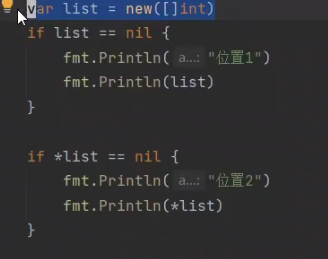 var list = new([]int)
if list == nil {
    fmt.Println( a...: "位置1")
    fmt.Println(list)
}

if *list == nil {
    fmt.Println( a...: "位置2")
    fmt.Println(*list)
}